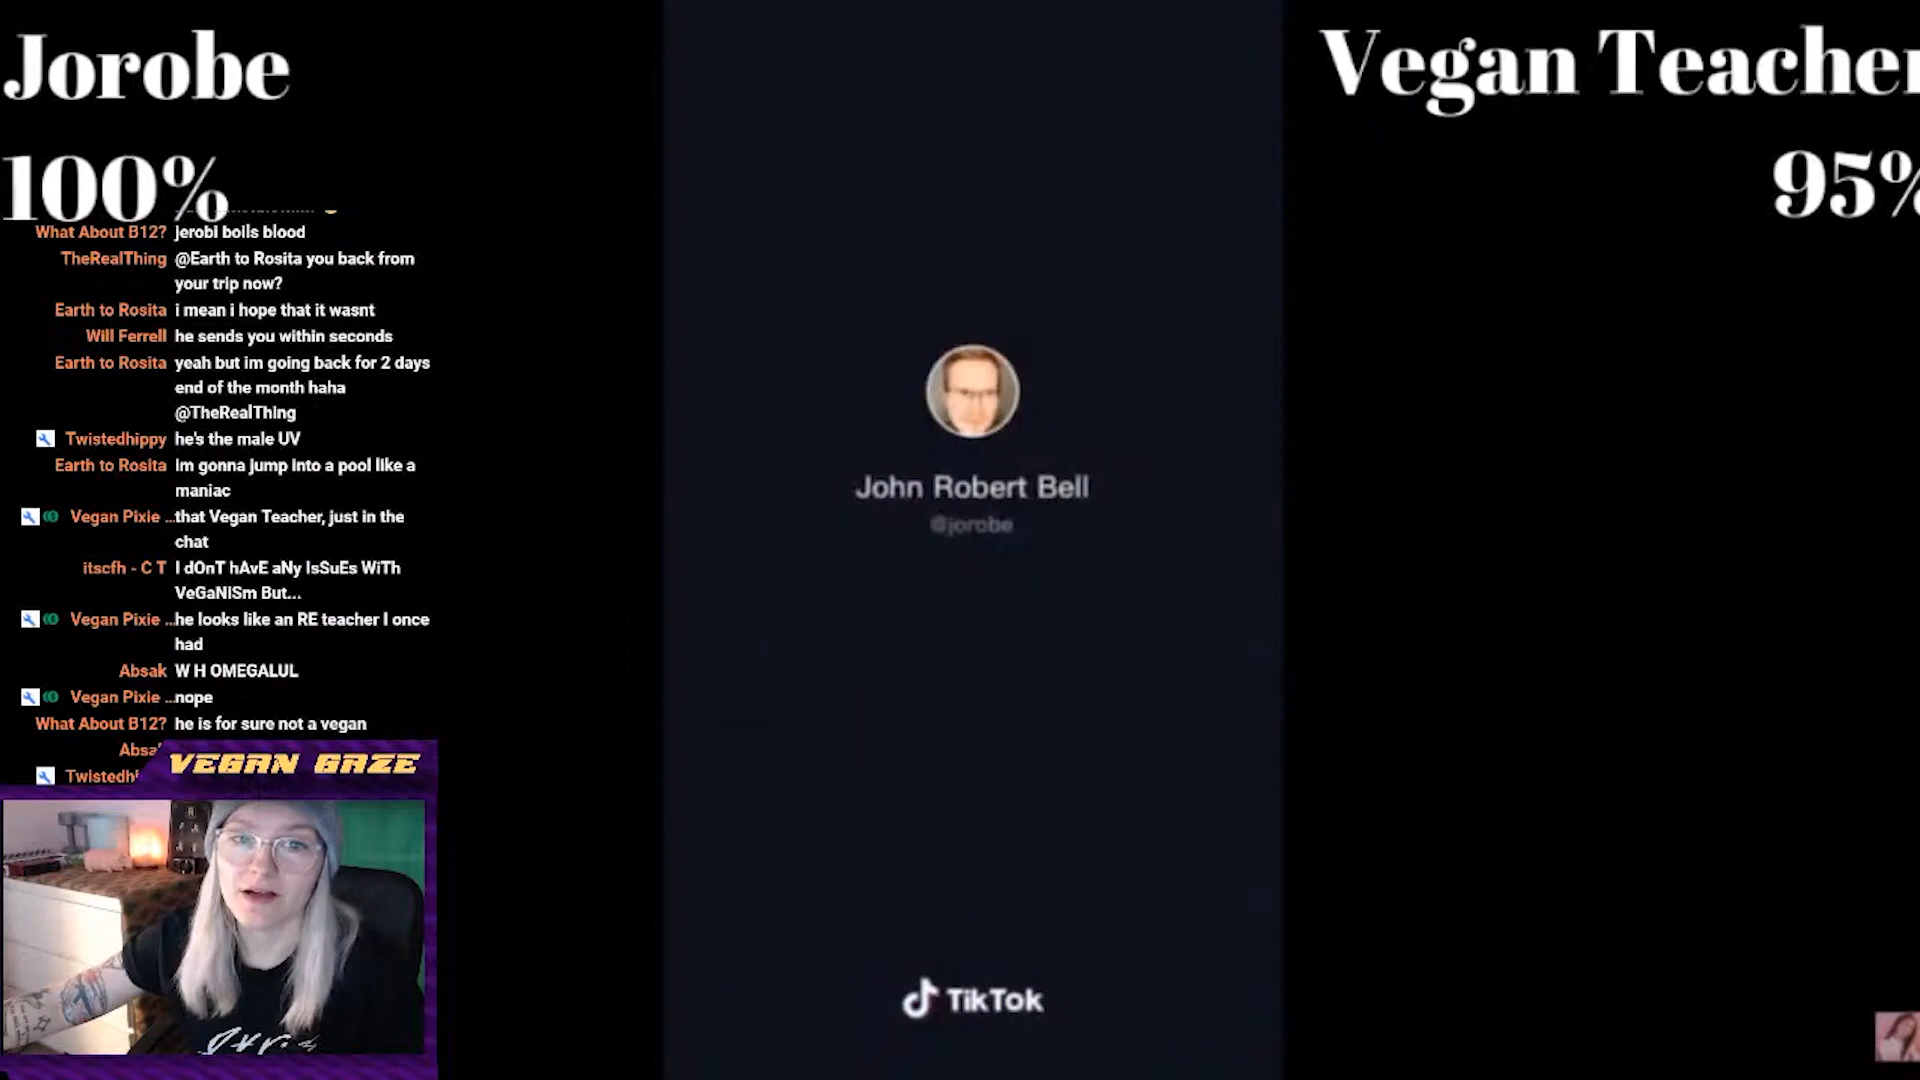 Jorobe
Vegan Teacher
100%
95%
What About B12? jerobi boils blood
TheRealThing @Earth to Rosita you back from
your trip now?
Earth to Rosita i mean i hope that it wasnt
Will Ferrell he sends you within seconds
Earth to Rosita yeah but im going back for 2 days
end of the month haha
@TheRealThing
Twistedhippy he's the male UV
Earth to Rosita im gonna jump into a pool like a
maniac
Vegan Pixie ... that Vegan Teacher, just in the
chat
itscfh - C T I dOnT hAvE aNy IsSuEs WiTh
VeGaNISm But...
Vegan Pixie ... he looks like an RE teacher I once
had
Absak W H OMEGALUL
Vegan Pixie ... nope
What About B12? he is for sure not a vegan
Absa
Twistedh
VEGAN GAZE
John Robert Bell
@jorobe
TikTok